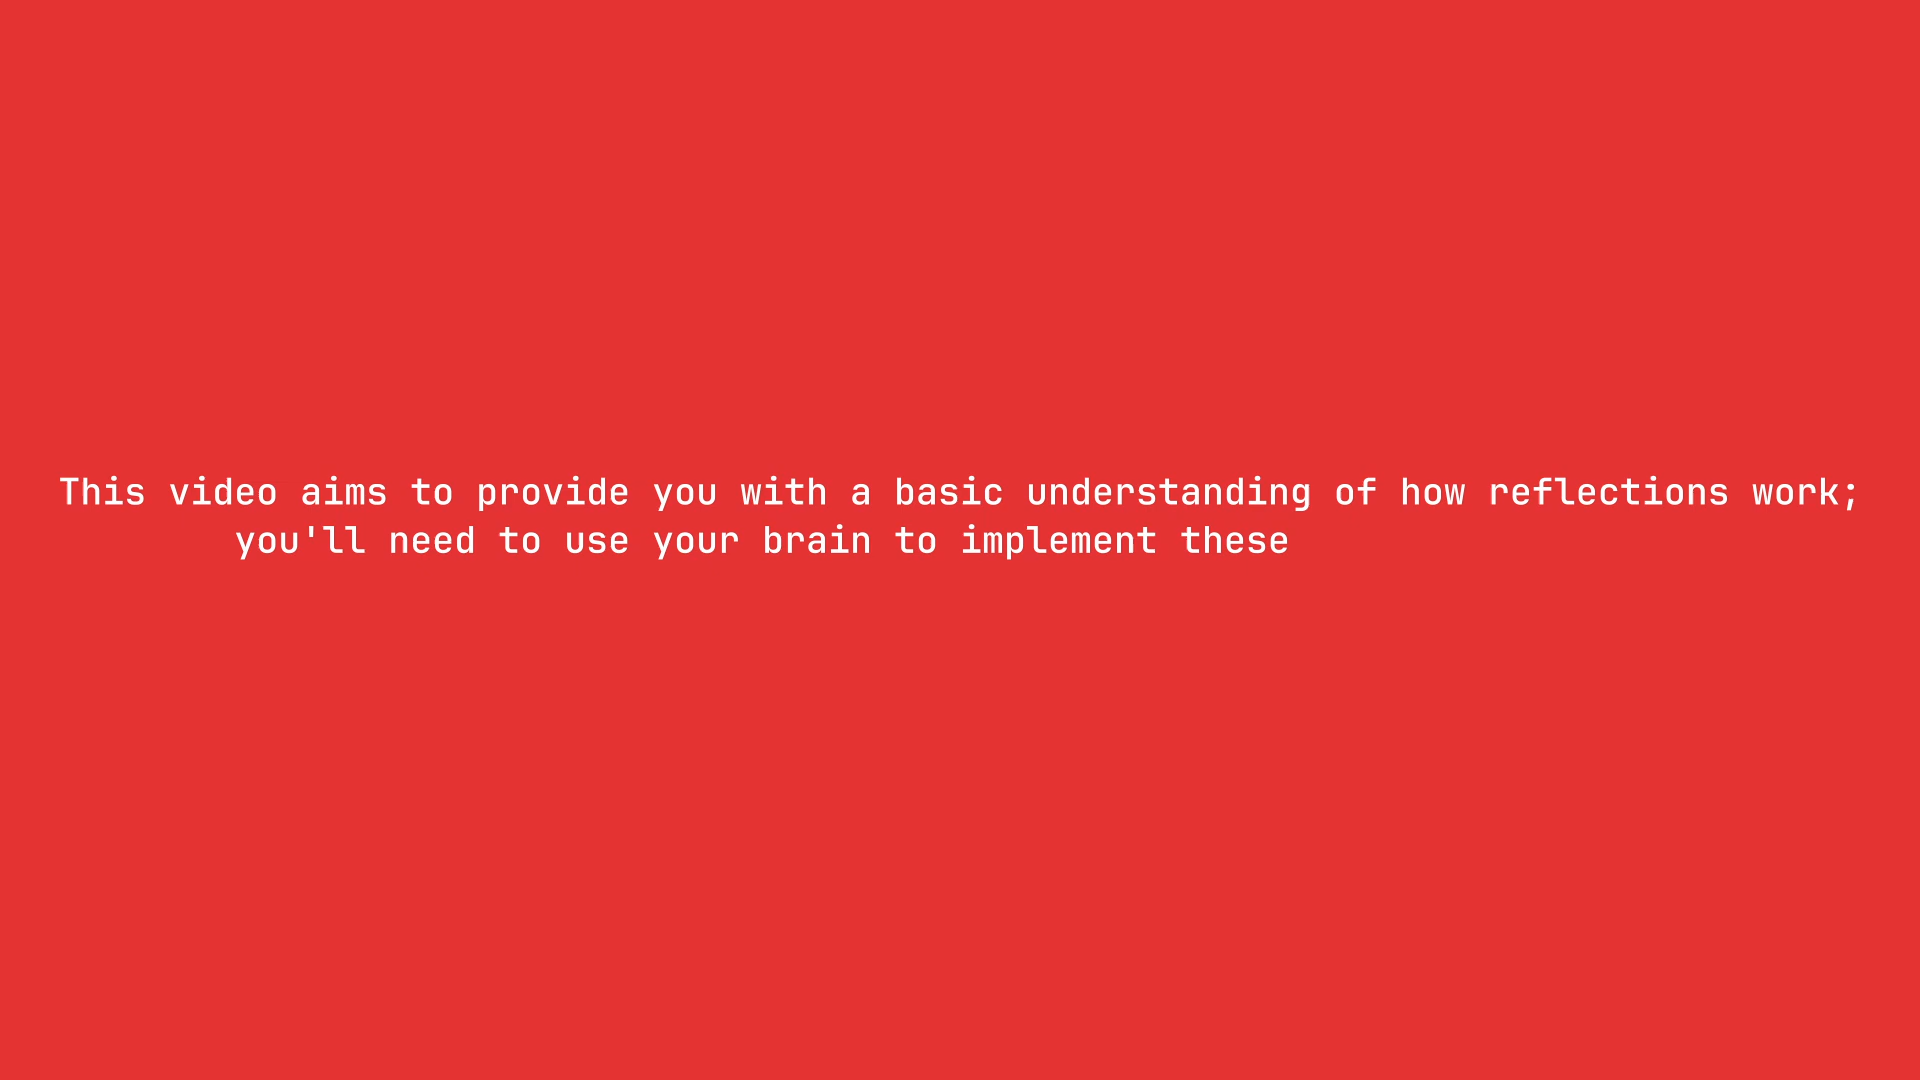 This video aims to provide you with a basic understanding of how reflections work;
you'll need to use your brain to implement these